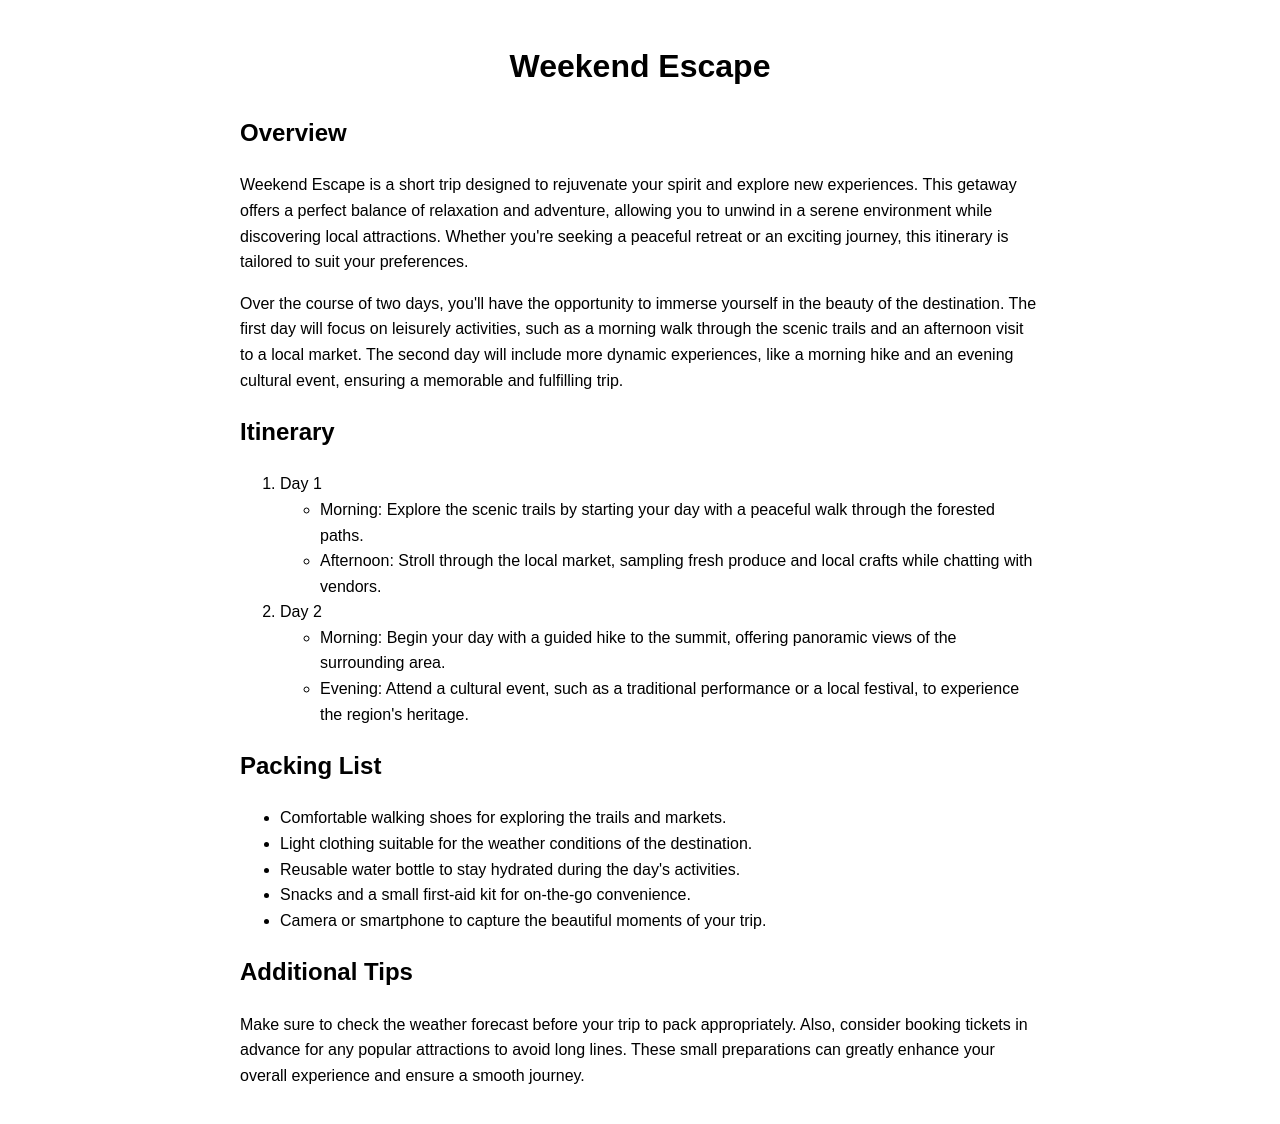 Weekend Escape
Overview
Weekend Escape is a short trip designed to rejuvenate your spirit and explore new experiences. This getaway
offers a perfect balance of relaxation and adventure, allowing you to unwind in a serene environment while
discovering local attractions. Whether you're seeking a peaceful retreat or an exciting journey, this itinerary is
tailored to suit your preferences.
Over the course of two days, you'll have the opportunity to immerse yourself in the beauty of the destination. The
first day will focus on leisurely activities, such as a morning walk through the scenic trails and an afternoon visit
to a local market. The second day will include more dynamic experiences, like a morning hike and an evening
cultural event, ensuring a memorable and fulfilling trip.
Itinerary
1. Day 1
◦ Morning: Explore the scenic trails by starting your day with a peaceful walk through the forested
paths.
◦ Afternoon: Stroll through the local market, sampling fresh produce and local crafts while chatting with
vendors.
2. Day 2
◦ Morning: Begin your day with a guided hike to the summit, offering panoramic views of the
surrounding area.
◦ Evening: Attend a cultural event, such as a traditional performance or a local festival, to experience
the region's heritage.
Packing List
• Comfortable walking shoes for exploring the trails and markets.
• Light clothing suitable for the weather conditions of the destination.
• Reusable water bottle to stay hydrated during the day's activities.
• Snacks and a small first-aid kit for on-the-go convenience.
• Camera or smartphone to capture the beautiful moments of your trip.
Additional Tips
Make sure to check the weather forecast before your trip to pack appropriately. Also, consider booking tickets in
advance for any popular attractions to avoid long lines. These small preparations can greatly enhance your
overall experience and ensure a smooth journey.